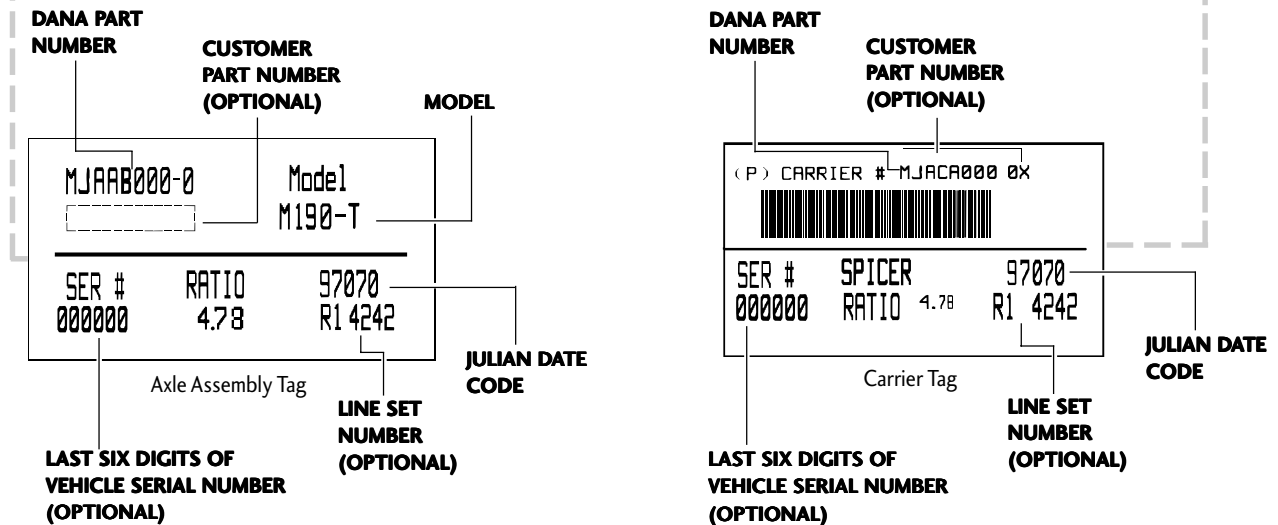 DANA PART
NUMBER
CUSTOMER
PART NUMBER
(OPTIONAL)
MODEL
MJAAB000-0
Model
M190-T
SER #
RATIO
97070
000000
4.78
R1 4242
JULIAN DATE
CODE
Axle Assembly Tag
LINE SET
NUMBER
(OPTIONAL)
LAST SIX DIGITS OF
VEHICLE SERIAL NUMBER
(OPTIONAL)
DANA PART
NUMBER
CUSTOMER
PART NUMBER
(OPTIONAL)
(P) CARRIER # MJACA000 0X
SER #
SPICER
97070
000000
RATIO 4.78
R1 4242
JULIAN DATE
CODE
Carrier Tag
LINE SET
NUMBER
(OPTIONAL)
LAST SIX DIGITS OF
VEHICLE SERIAL NUMBER
(OPTIONAL)